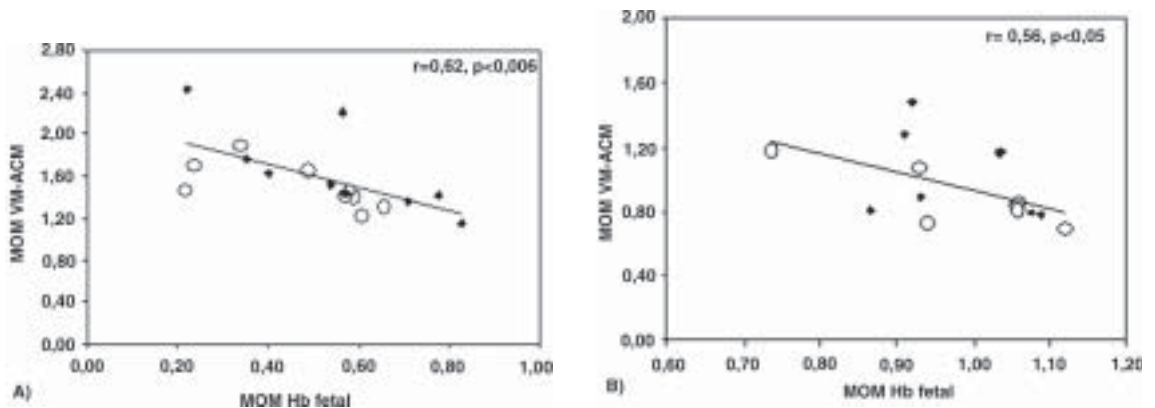 2,80
2,40
2,00
1,60
1,20
0,80
0,40
0,00
MOM VM-ACM
r=0,62, p<0,006
0,00 0,20 0,40 0,60 0,80 1,00
A)
MOM Hb fetal
2,00
1,60
1,20
0,80
0,40
0,00
MOM VM-ACM
r= 0,56, p<0,05
0,60 0,70 0,80 0,90 1,00 1,10 1,20
B)
MOM Hb fetal